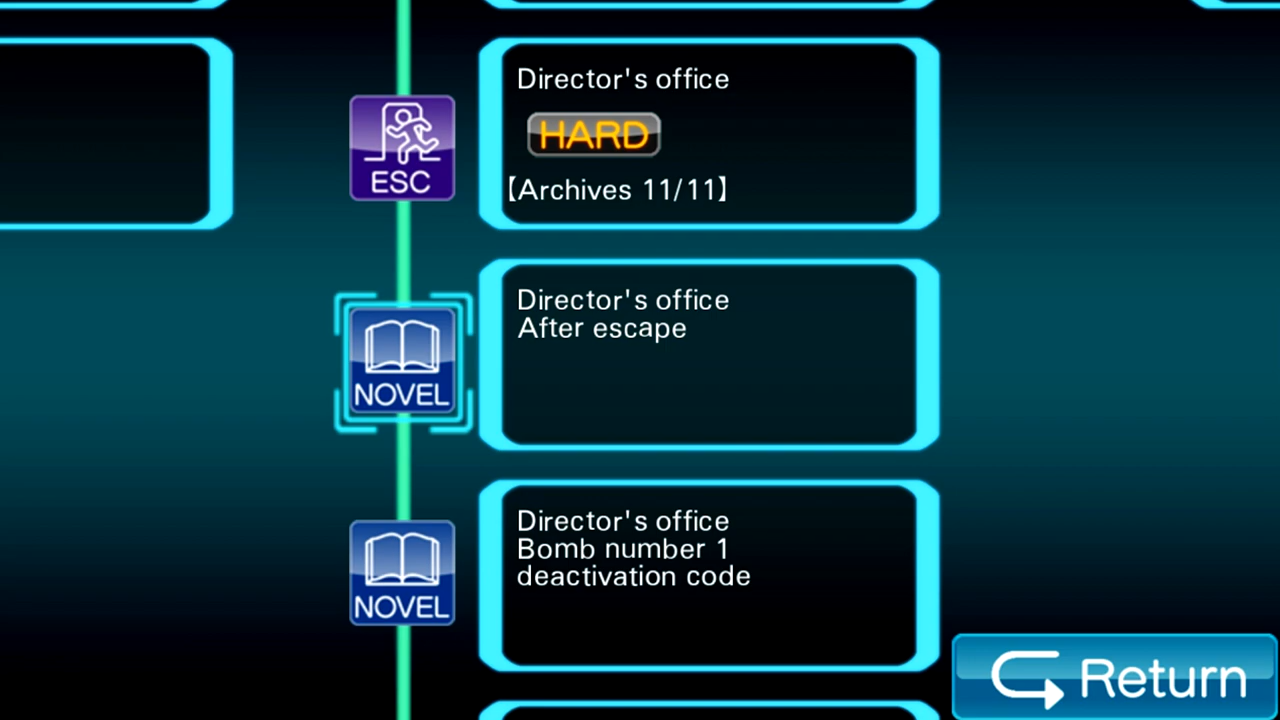 Director's office
HARD
ESC
【Archives 11/11】
Director's office
After escape
NOVEL
Director's office
Bomb number 1
deactivation code
NOVEL
Return